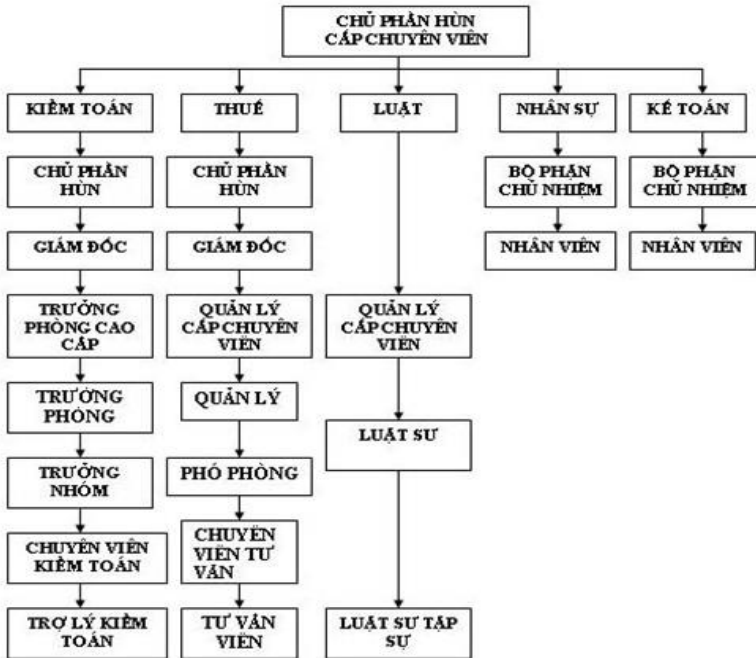 CHỦ PHẦN HÙN
CẤP CHUYÊN VIÊN
KIỂM TOÁN
THUẾ
LUẬT
NHÂN SỰ
KẾ TOÁN
CHỦ PHẦN
HÙN
CHỦ PHẦN
HÙN
BỘ PHẬN
CHỦ NHIỆM
BỘ PHẬN
CHỦ NHIỆM
GIÁM ĐỐC
GIÁM ĐỐC
NHÂN VIÊN
NHÂN VIÊN
TRƯỞNG
PHÒNG CAO
CẤP
QUẢN LÝ
CẤP CHUYÊN
VIÊN
QUẢN LÝ
CẤP CHUYÊN
VIÊN
TRƯỞNG
PHÒNG
QUẢN LÝ
LUẬT SƯ
TRƯỞNG
NHÓM
PHÓ PHÒNG
CHUYÊN VIÊN
KIỂM TOÁN
CHUYÊN
VIÊN TƯ
VẤN
TRỢ LÝ KIỂM
TOÁN
TƯ VẤN
VIÊN
LUẬT SƯ TẬP
SỰ